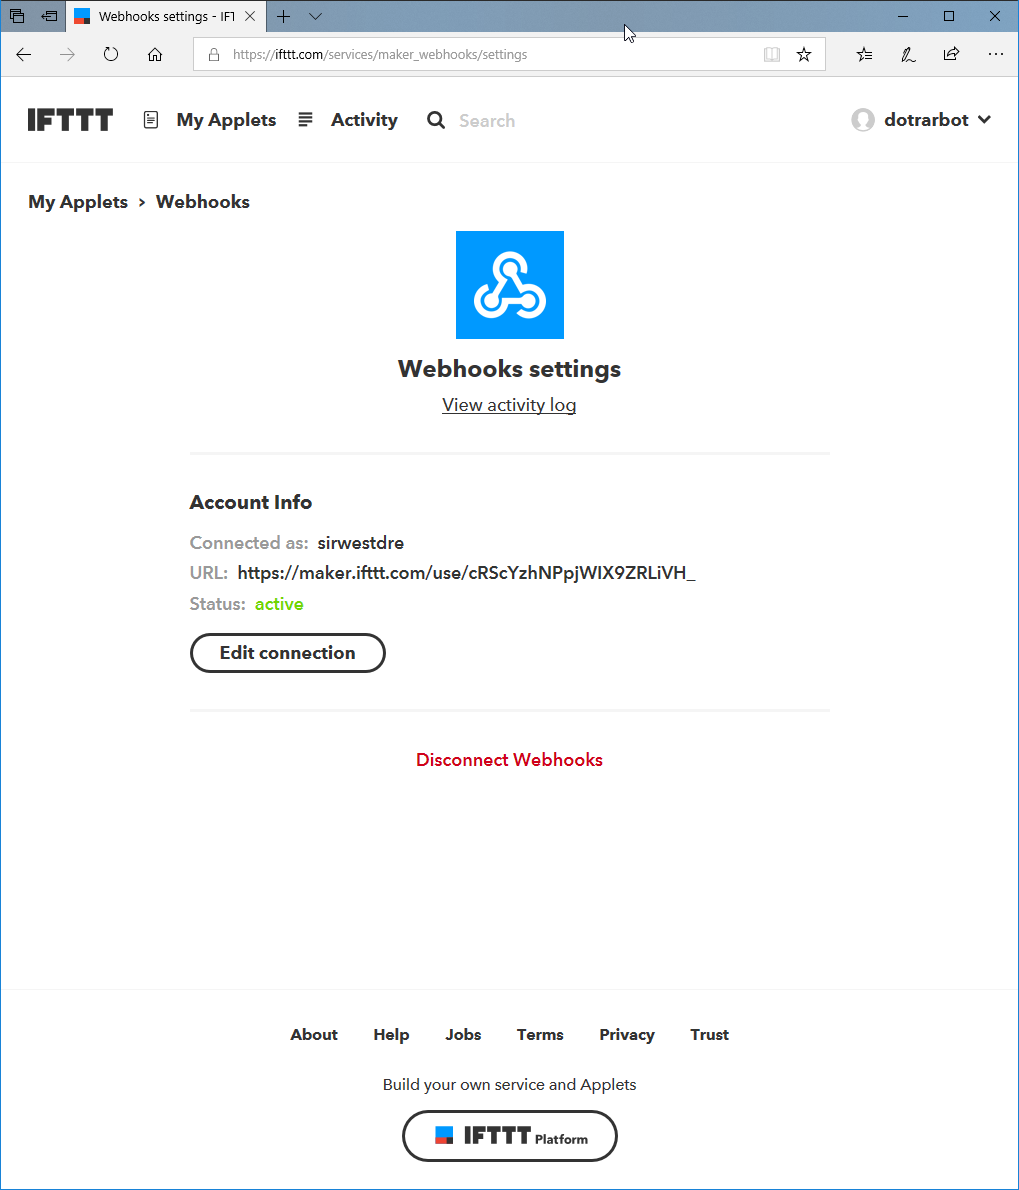 Webhooks settings - IFT
https://ifttt.com/services/maker_webhooks/settings
IFTTT My Applets Activity Search dotrarbot
My Applets › Webhooks
Webhooks settings
View activity log
Account Info
Connected as: sirwestdre
URL: https://maker.ifttt.com/use/cRScYzhNPpjWIX9ZRLiVH_
Status: active
Edit connection
Disconnect Webhooks
About Help Jobs Terms Privacy Trust
Build your own service and Applets
IFTTT Platform